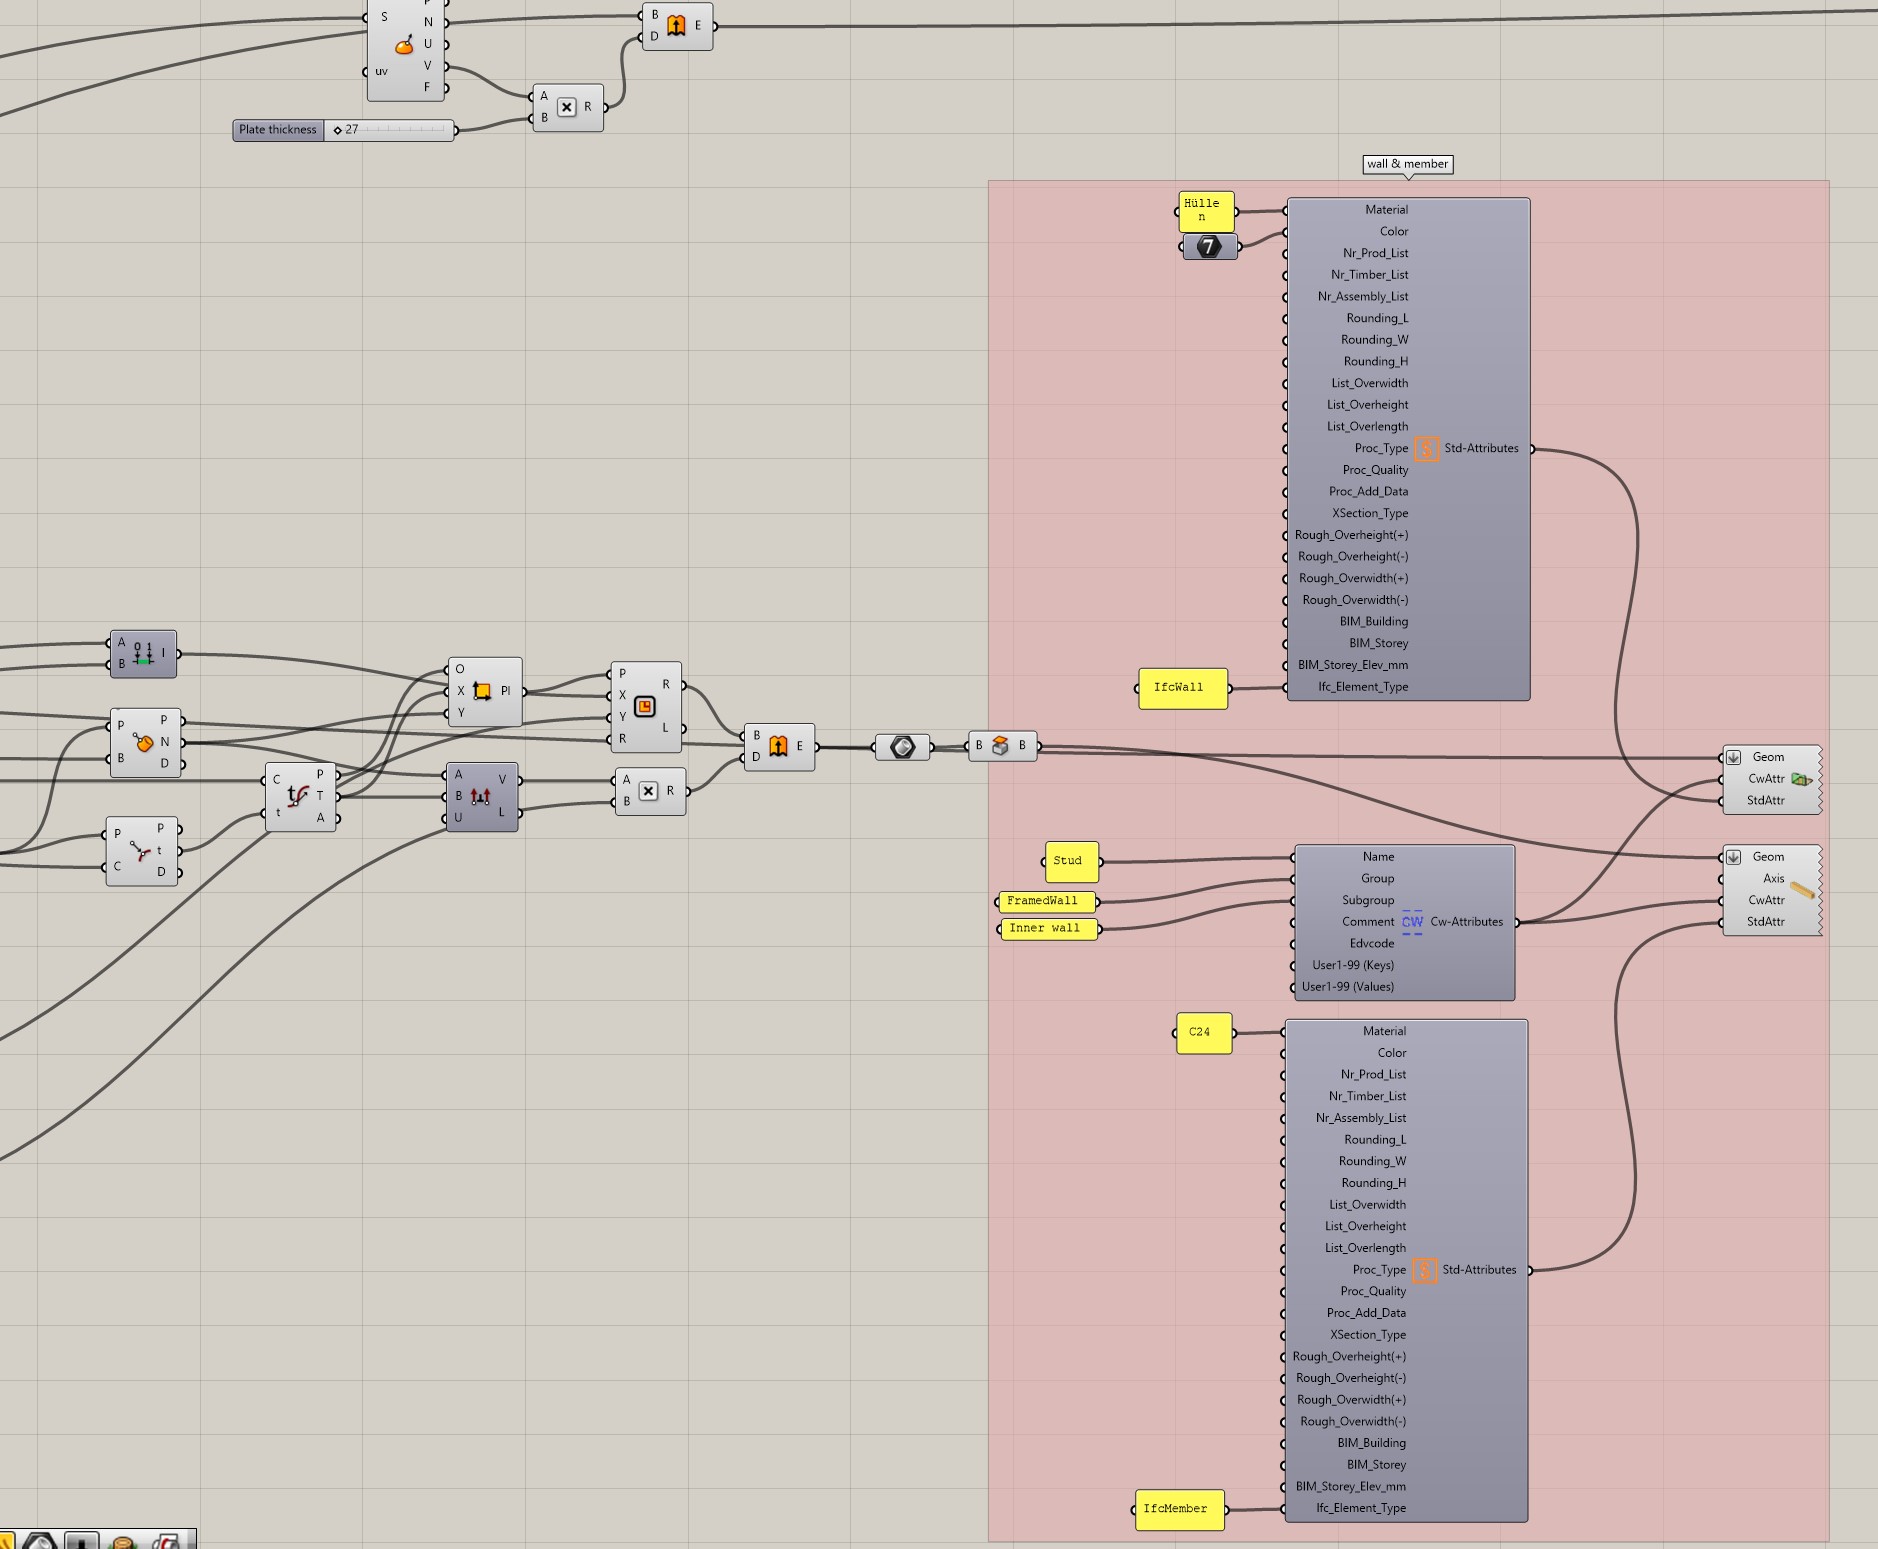 P
S
N
U
uv
V
F
B
D
E
A
B
R
Plate thickness
27
wall & member
Hülle
n
7
Material
Color
Nr_Prod_List
Nr_Timber_List
Nr_Assembly_List
Rounding_L
Rounding_W
Rounding_H
List_Overwidth
List_Overheight
List_Overlength
Proc_Type
Std-Attributes
Proc_Quality
Proc_Add_Data
XSection_Type
Rough_Overheight(+)
Rough_Overheight(-)
Rough_Overwidth(+)
Rough_Overwidth(-)
BIM_Building
BIM_Storey
BIM_Storey_Elev_mm
Ifc_Element_Type
IfcWall
A
B
0 1
I
P
B
P
N
D
P
C
P
t
D
C
t
t
P
T
A
O
X
Y
Pl
A
B
U
V
L
P
X
Y
R
R
L
A
B
R
B
D
E
B
B
Geom
CwAttr
StdAttr
Stud
FramedWall
Inner wall
Name
Group
Subgroup
Comment
CW
Cw-Attributes
Edvcode
User1-99 (Keys)
User1-99 (Values)
Geom
Axis
CwAttr
StdAttr
C24
Material
Color
Nr_Prod_List
Nr_Timber_List
Nr_Assembly_List
Rounding_L
Rounding_W
Rounding_H
List_Overwidth
List_Overheight
List_Overlength
Proc_Type
Std-Attributes
Proc_Quality
Proc_Add_Data
XSection_Type
Rough_Overheight(+)
Rough_Overheight(-)
Rough_Overwidth(+)
Rough_Overwidth(-)
BIM_Building
BIM_Storey
BIM_Storey_Elev_mm
Ifc_Element_Type
IfcMember